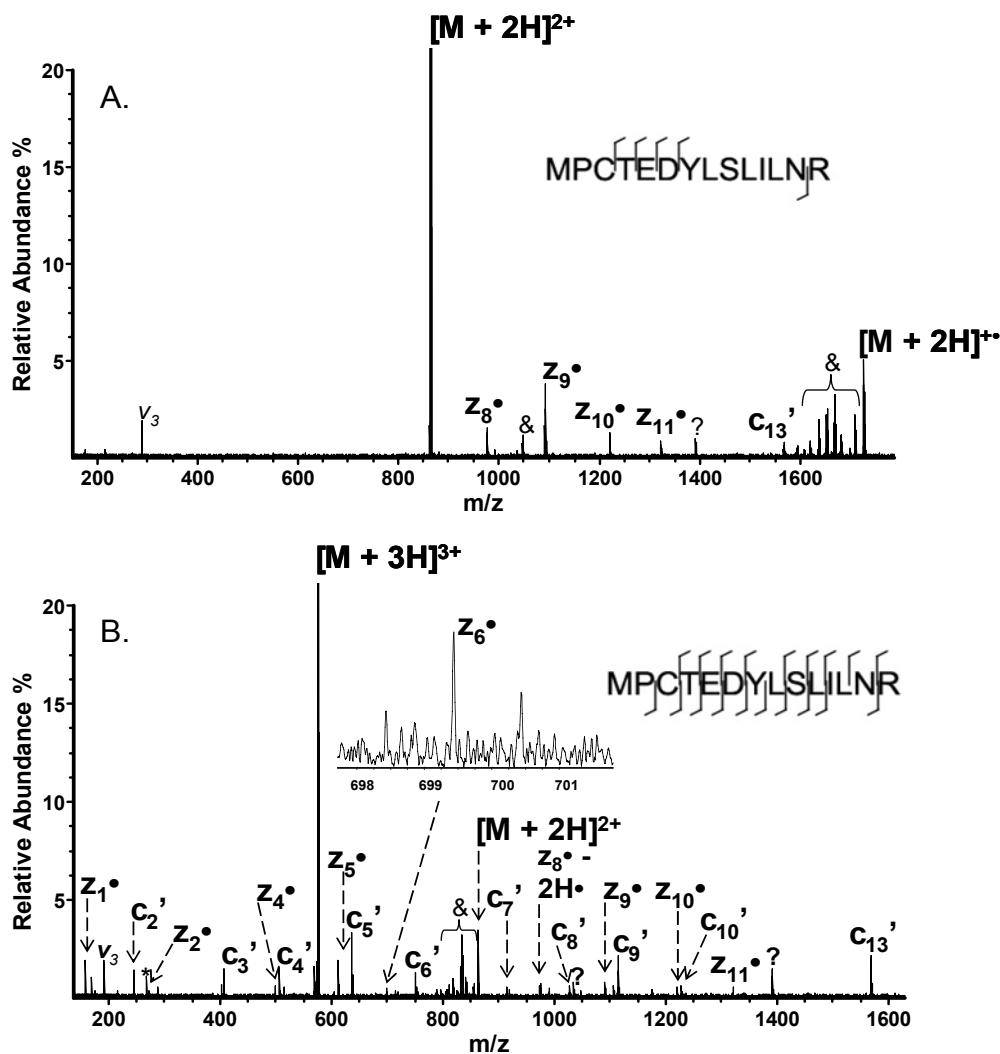 [M + 2H]²⁺
A.
Relative Abundance %
20
15
10
5
MPCTEDYLSLILNR
[M + 2H]⁺•
v₃
z₈•
&
z₉•
z₁₀•
z₁₁•
?
c₁₃'
&
200 400 600 800 1000 1200 1400 1600
m/z
[M + 3H]³⁺
B.
Relative Abundance %
20
15
10
5
z₆•
MPCTEDYLSLILNR
698 699 700 701
[M + 2H]²⁺
z₁•
v₃
c₂'
*
z₂•
c₃'
z₄•
c₄'
z₅•
c₅'
c₆'
&
c₇'
z₈• -
2H•
c₈'
?
z₉•
c₉'
z₁₀•
c₁₀'
z₁₁•
?
c₁₃'
200 400 600 800 1000 1200 1400 1600
m/z